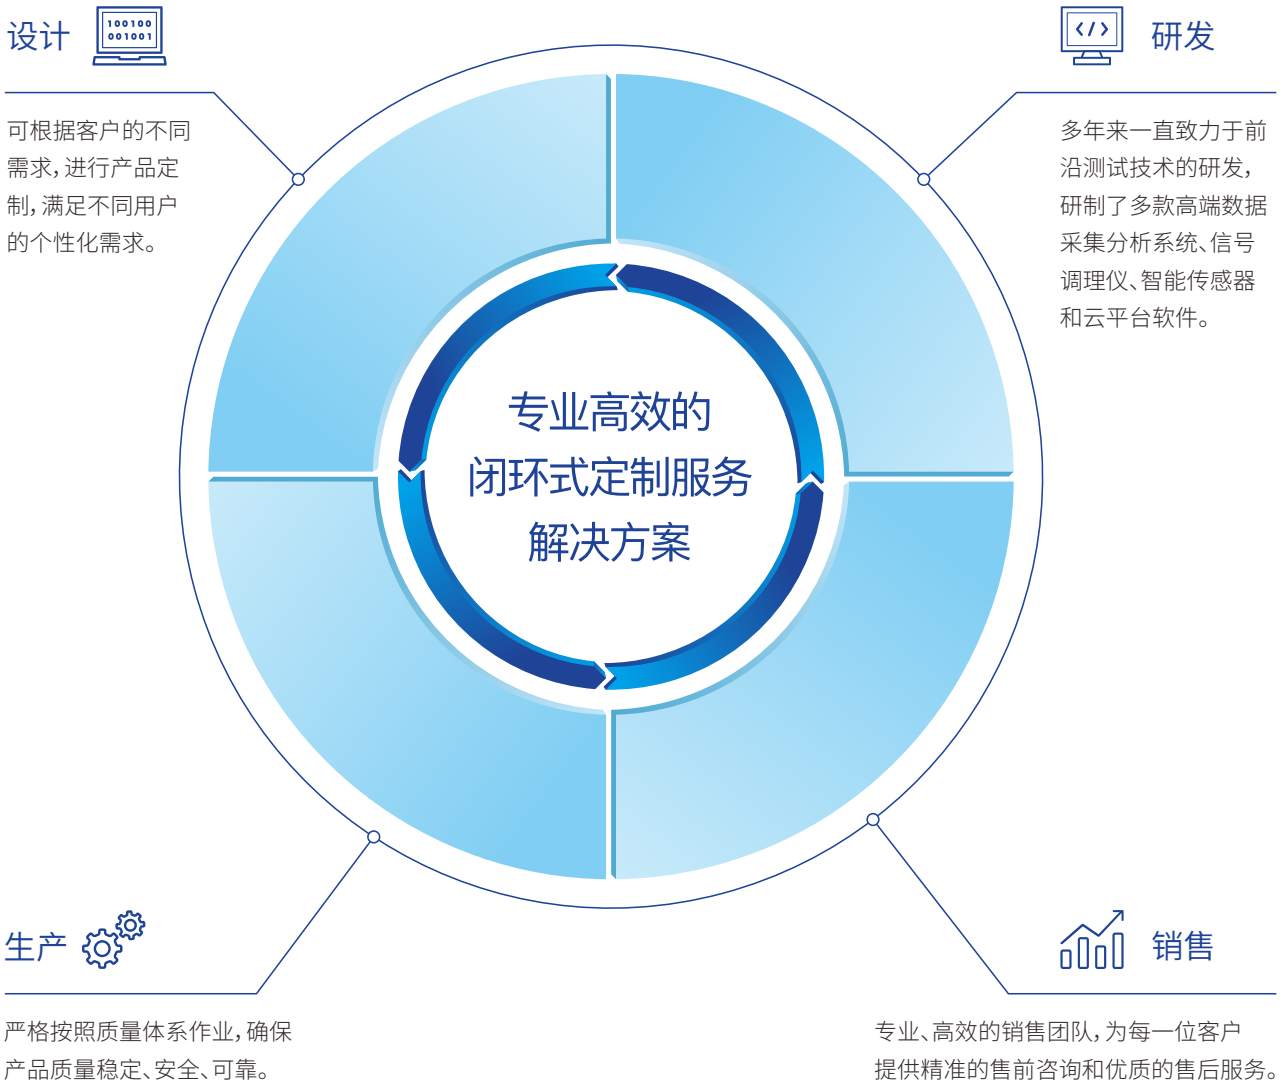 设计
100100
001001
可根据客户的不同
需求，进行产品定
制，满足不同用户
的个性化需求。
</>
研发
多年来一直致力于前
沿测试技术的研发，
研制了多款高端数据
采集分析系统、信号
调理仪、智能传感器
和云平台软件。
专业高效的
闭环式定制服务
解决方案
生产
严格按照质量体系作业，确保
产品质量稳定、安全、可靠。
销售
专业、高效的销售团队，为每一位客户
提供精准的售前咨询和优质的售后服务。